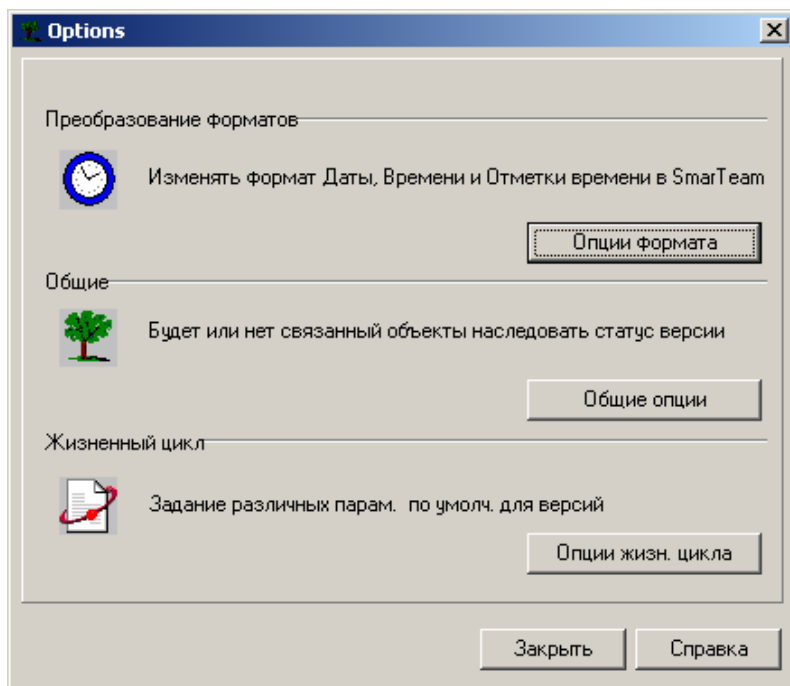 Options
Преобразование форматов
Изменять формат Даты, Времени и Отметки времени в SmarTeam
Опции формата
Общие
Будет или нет связанный объекты наследовать статус версии
Общие опции
Жизненный цикл
Задание различных парам. по умолч. для версий
Опции жизн. цикла
Закрыть Справка